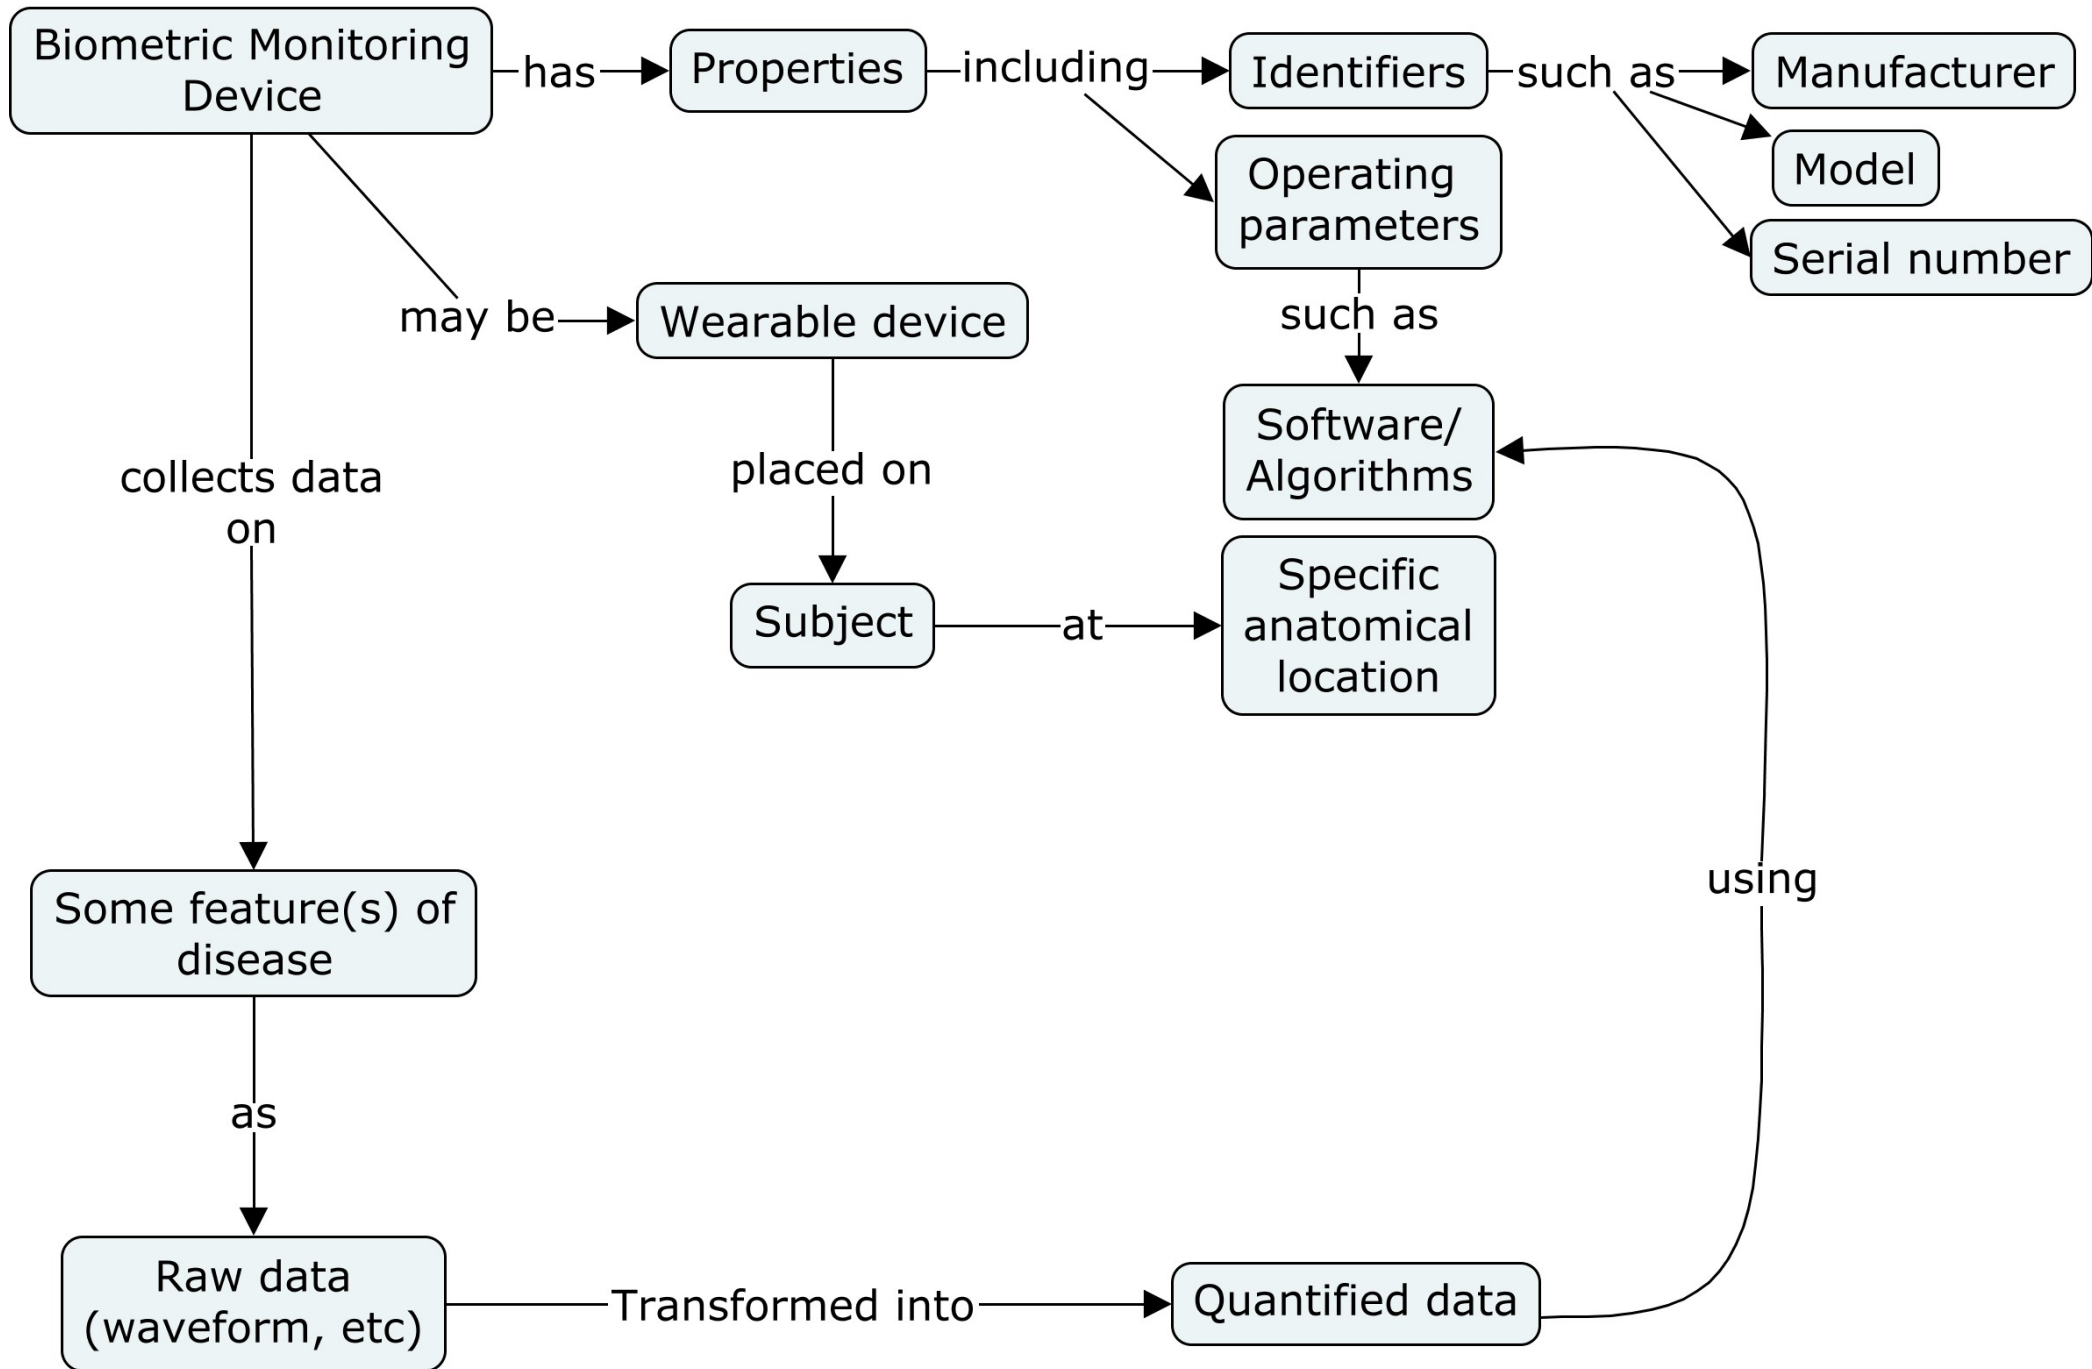 Biometric Monitoring
Device
has
Properties
including
Identifiers
such as
Manufacturer
Model
Serial number
Operating
parameters
such as
Software/
Algorithms
may be
Wearable device
placed on
Subject
at
Specific
anatomical
location
collects data
on
Some feature(s) of
disease
as
Raw data
(waveform, etc)
Transformed into
Quantified data
using